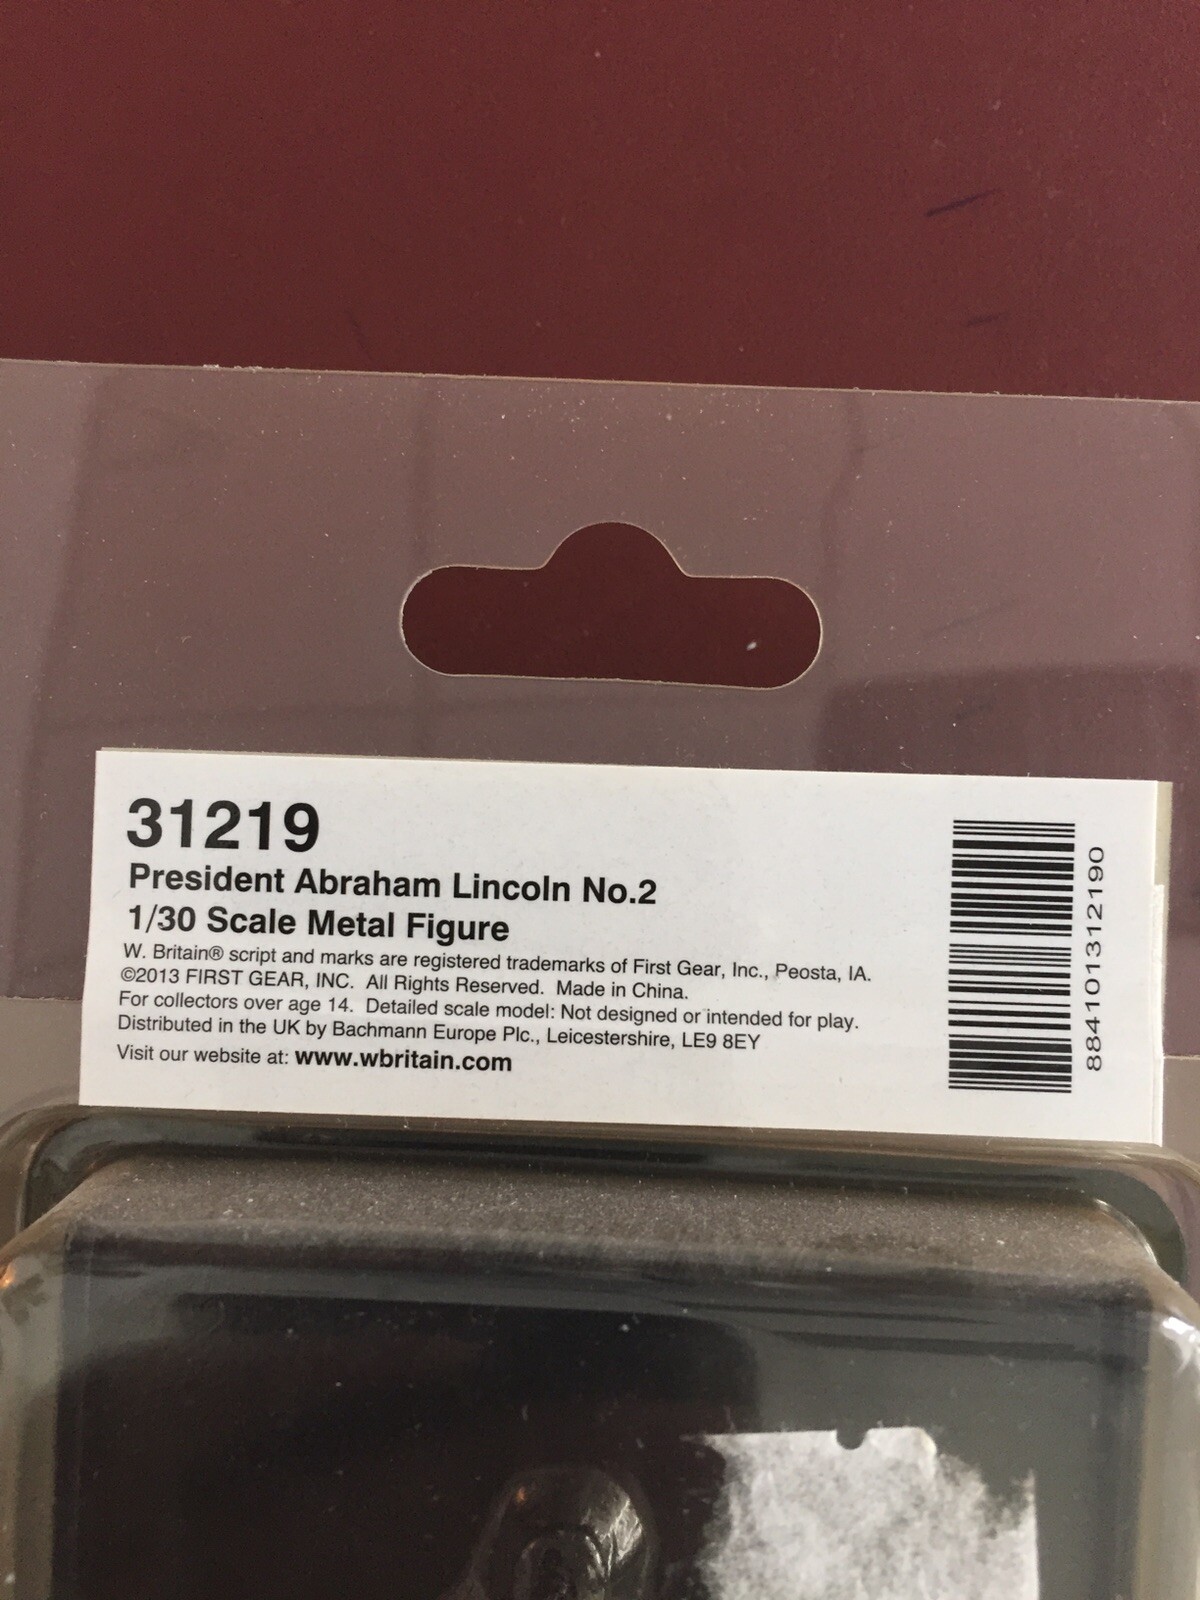 31219
President Abraham Lincoln No.2
1/30 Scale Metal Figure
W. Britain® script and marks are registered trademarks of First Gear, Inc., Peosta, IA.
©2013 FIRST GEAR, INC. All Rights Reserved. Made in China.
For collectors over age 14. Detailed scale model: Not designed or intended for play.
Distributed in the UK by Bachmann Europe Plc., Leicestershire, LE9 8EY
Visit our website at: www.wbritain.com
884101312190